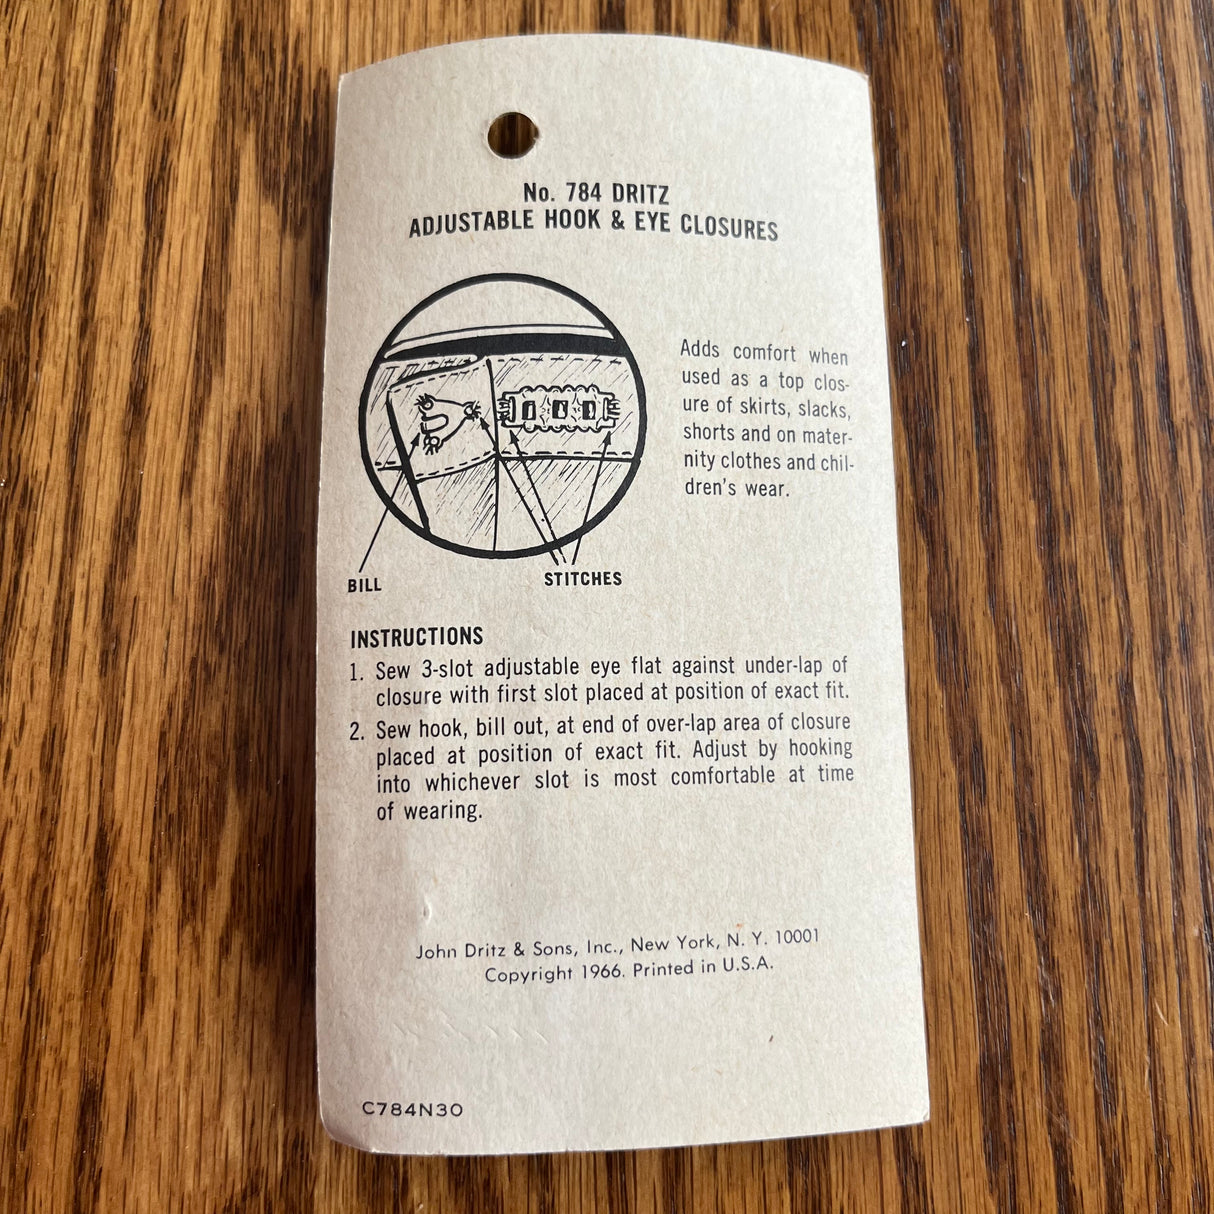 No. 784 DRITZ
ADJUSTABLE HOOK & EYE CLOSURES
Adds comfort when
used as a top clos-
ure of skirts, slacks,
shorts and on mater-
nity clothes and chil-
dren's wear.
BILL
STITCHES
INSTRUCTIONS
1. Sew 3-slot adjustable eye flat against under-lap of
closure with first slot placed at position of exact fit.
2. Sew hook, bill out, at end of over-lap area of closure
placed at position of exact fit. Adjust by hooking
into whichever slot is most comfortable at time
of wearing.
John Dritz & Sons, Inc., New York, N. Y. 10001
Copyright 1966. Printed in U.S.A.
C784N30